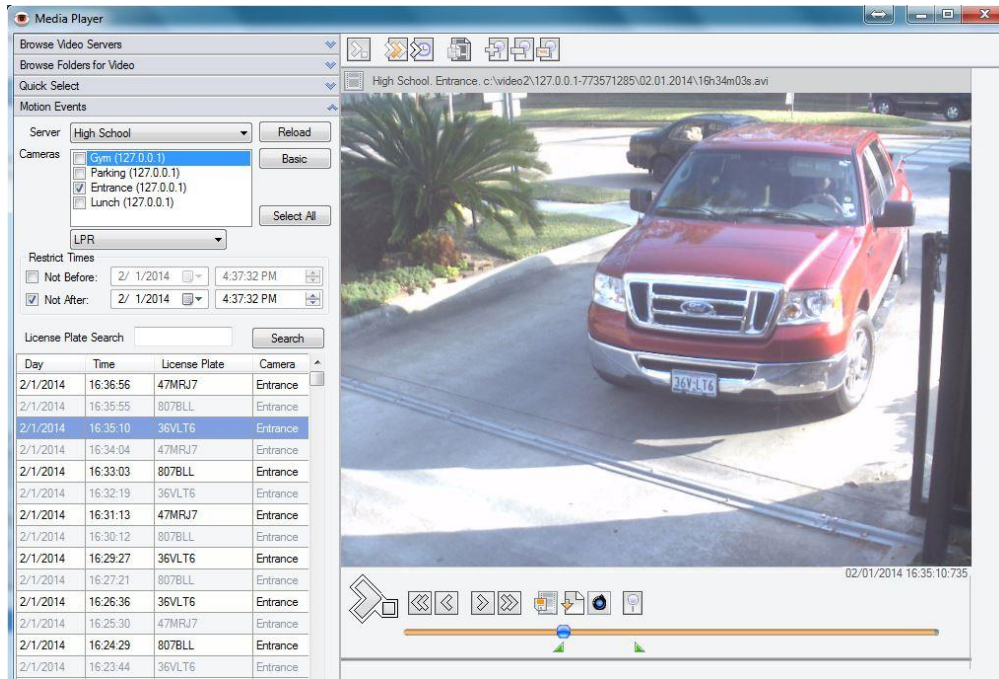 Media Player
Browse Video Servers
Browse Folders for Video
Quick Select
Motion Events
Server High School Reload
Cameras Gym (127.0.0.1) Basic
Parking (127.0.0.1)
Entrance (127.0.0.1)
Lunch (127.0.0.1)
Select All
LPR
Restrict Times
Not Before: 2/ 1/2014 4:37:32 PM
Not After: 2/ 1/2014 4:37:32 PM
License Plate Search Search
Day Time License Plate Camera
2/1/2014 16:36:56 47MRJ7 Entrance
2/1/2014 16:35:55 807BLL Entrance
2/1/2014 16:35:10 36VLT6 Entrance
2/1/2014 16:34:04 47MRJ7 Entrance
2/1/2014 16:33:03 807BLL Entrance
2/1/2014 16:32:19 36VLT6 Entrance
2/1/2014 16:31:13 47MRJ7 Entrance
2/1/2014 16:30:12 807BLL Entrance
2/1/2014 16:29:27 36VLT6 Entrance
2/1/2014 16:27:21 807BLL Entrance
2/1/2014 16:26:36 36VLT6 Entrance
2/1/2014 16:25:30 47MRJ7 Entrance
2/1/2014 16:24:29 807BLL Entrance
2/1/2014 16:23:44 36VLT6 Entrance
High School. Entrance. c:\video2\127.0.0.1-773571285\02.01.2014\16h34m03s.avi
Ford
36V LT6
02/01/2014 16:35:10:735